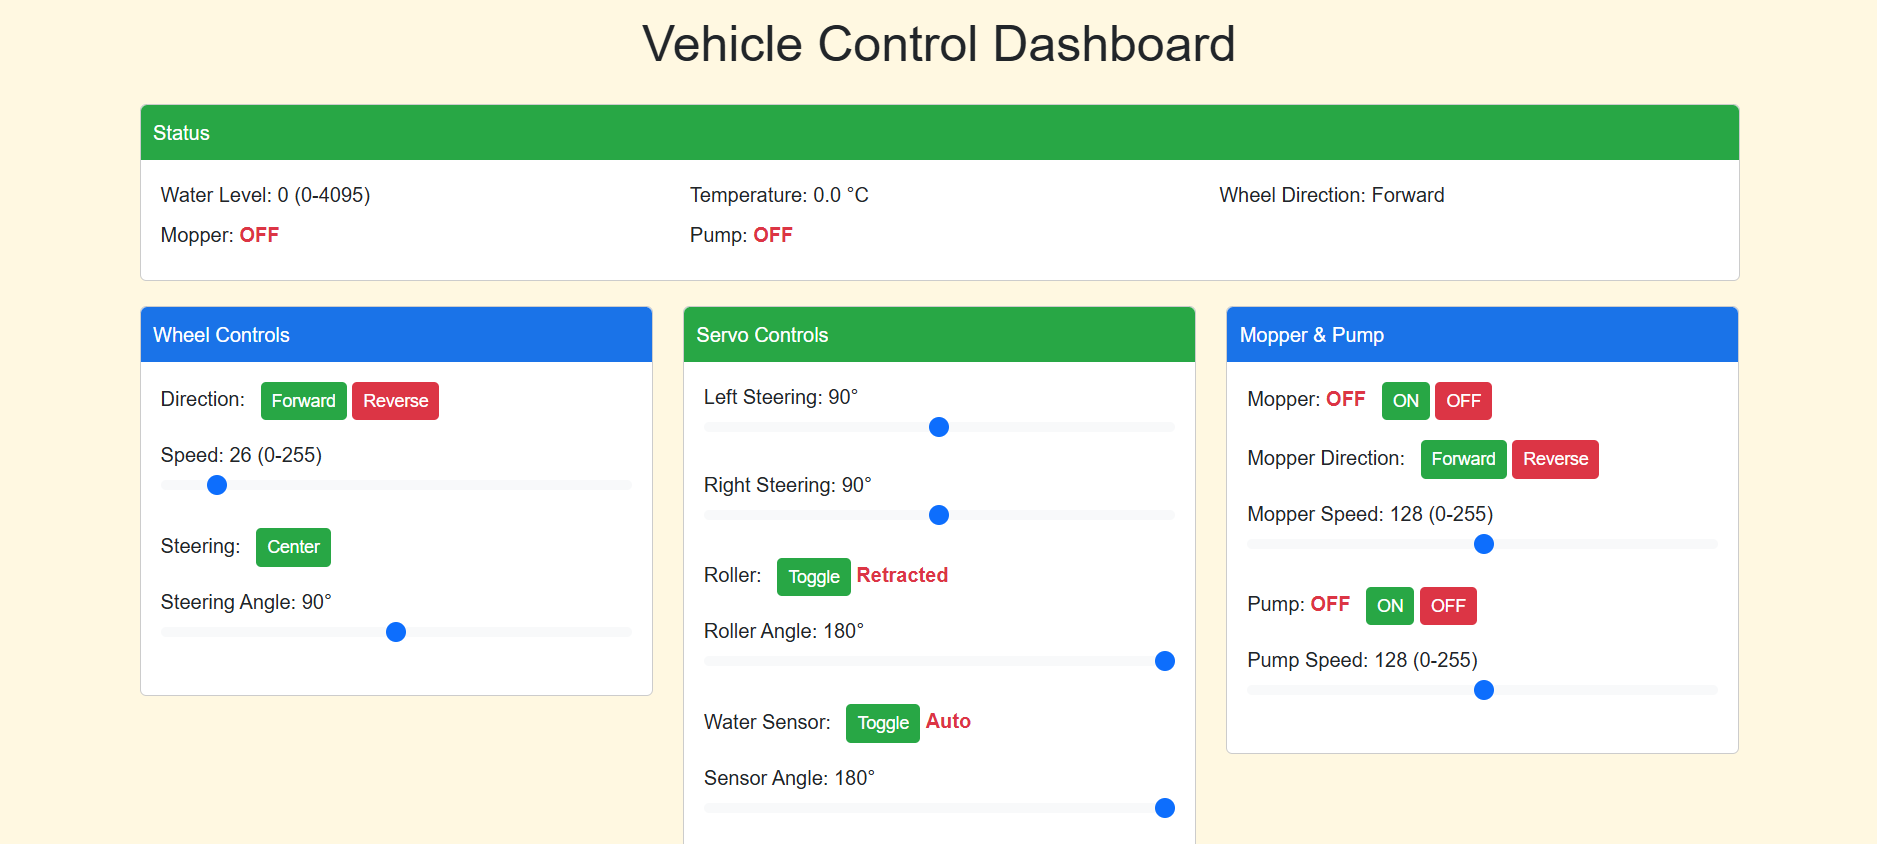 Vehicle Control Dashboard
Status
Water Level: 0 (0-4095)
Temperature: 0.0 °C
Wheel Direction: Forward
Mopper: OFF
Pump: OFF
Wheel Controls
Direction: Forward Reverse
Speed: 26 (0-255)
Steering: Center
Steering Angle: 90°
Servo Controls
Left Steering: 90°
Right Steering: 90°
Roller: Toggle Retracted
Roller Angle: 180°
Water Sensor: Toggle Auto
Sensor Angle: 180°
Mopper & Pump
Mopper: OFF ON OFF
Mopper Direction: Forward Reverse
Mopper Speed: 128 (0-255)
Pump: OFF ON OFF
Pump Speed: 128 (0-255)